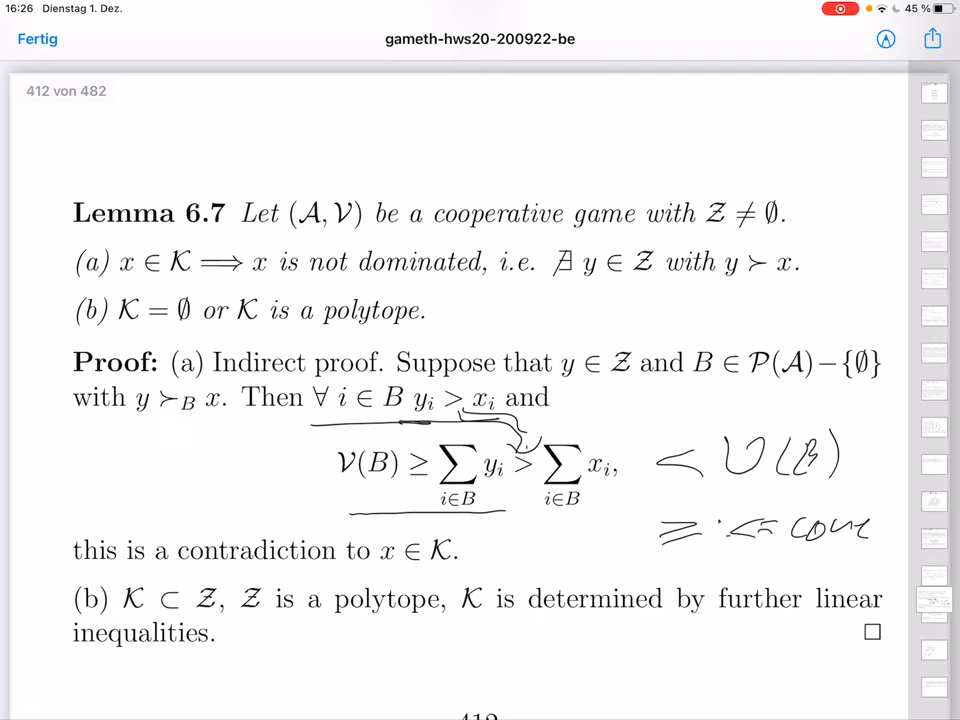 16:26 Dienstag 1. Dez. 45 %
Fertig gameth-hws20-200922-be
412 von 482
Lemma 6.7 Let (𝒜, 𝒱) be a cooperative game with 𝒵 ≠ ∅.
(a) x ∈ 𝒦 ⟹ x is not dominated, i.e. ∄ y ∈ 𝒵 with y ≻ x.
(b) 𝒦 = ∅ or 𝒦 is a polytope.
Proof: (a) Indirect proof. Suppose that y ∈ 𝒵 and B ∈ 𝒫(𝒜)−{∅}
with y ≻_B x. Then ∀ i ∈ B y_i > x_i and
𝒱(B) ≥ ∑_{i∈B} y_i > ∑_{i∈B} x_i, < V(B)
≥ : <= core
this is a contradiction to x ∈ 𝒦.
(b) 𝒦 ⊂ 𝒵, 𝒵 is a polytope, 𝒦 is determined by further linear
inequalities. □
412